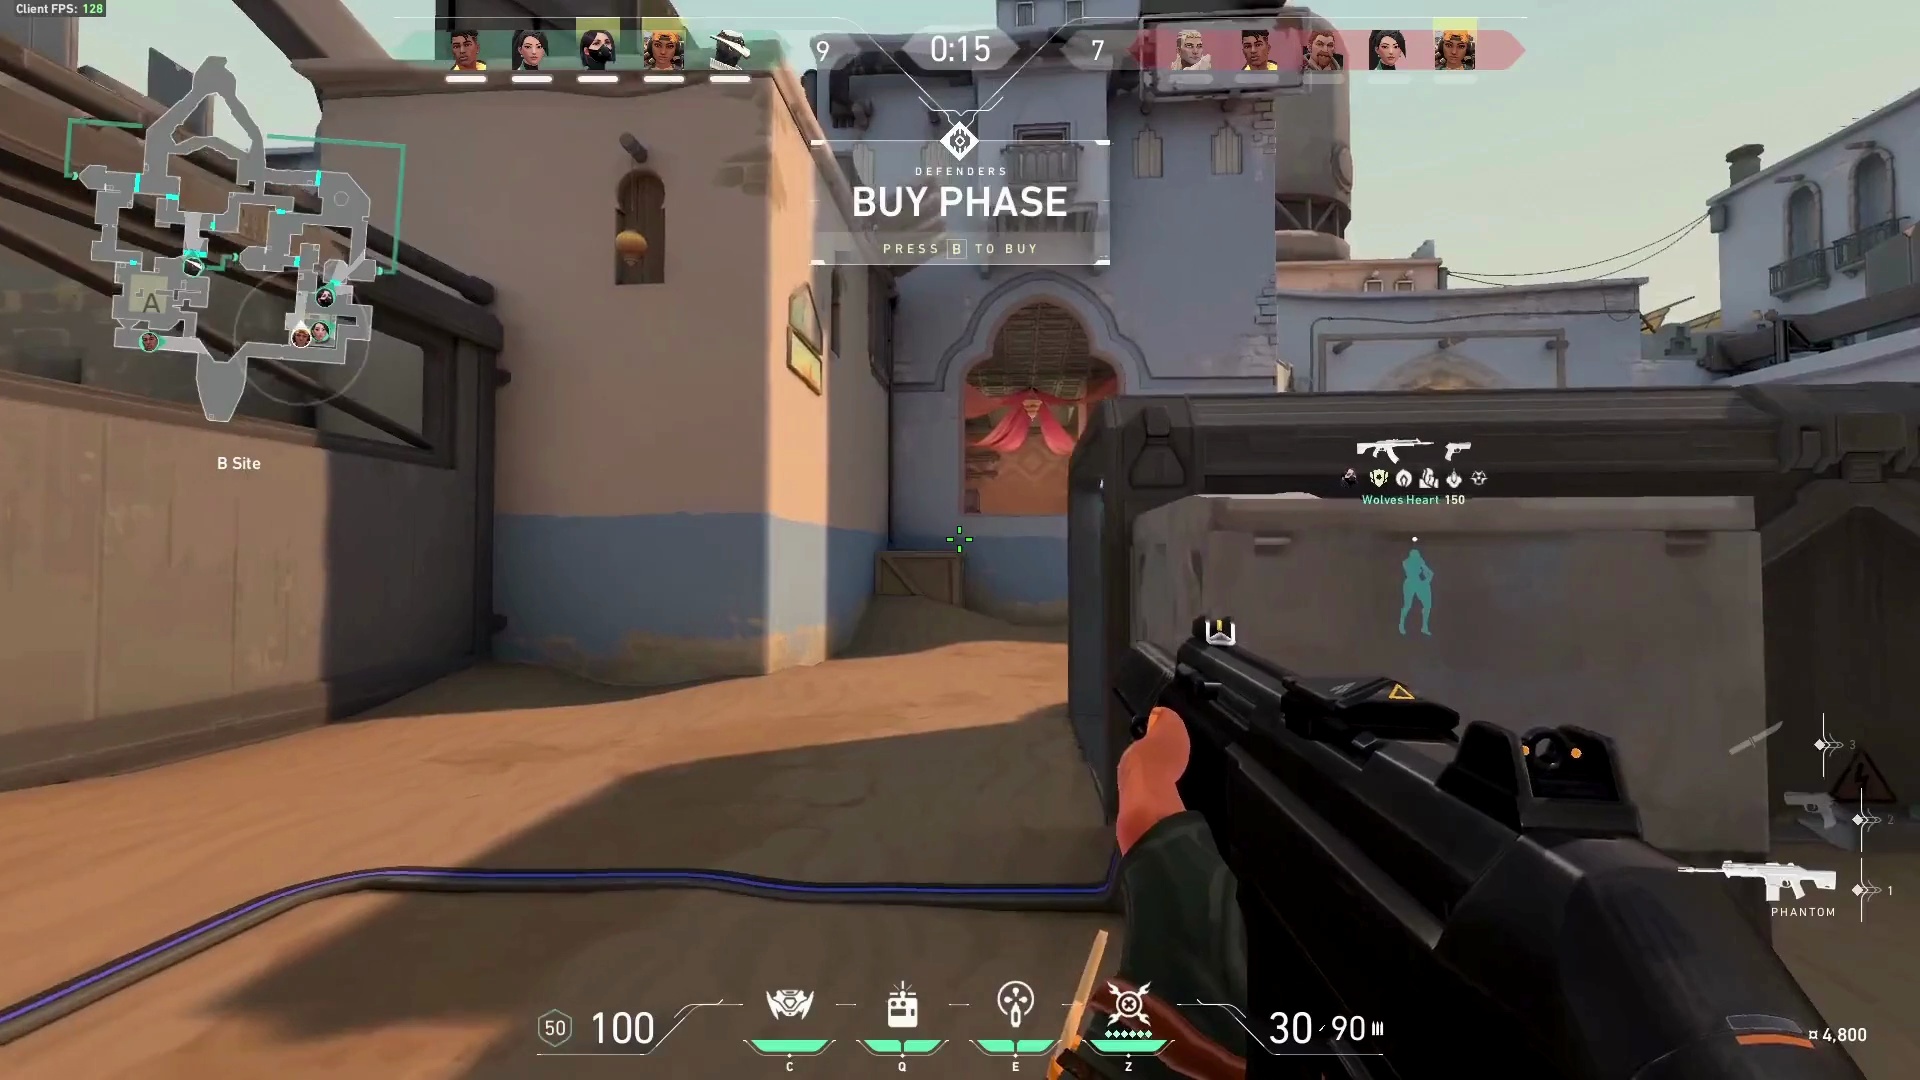 Client FPS: 128
9
0:15
7
DEFENDERS
BUY PHASE
PRESS B TO BUY
A
B Site
Wolves Heart 150
3
2
1
PHANTOM
50
100
C
Q
E
Z
30 / 90
¤ 4,800